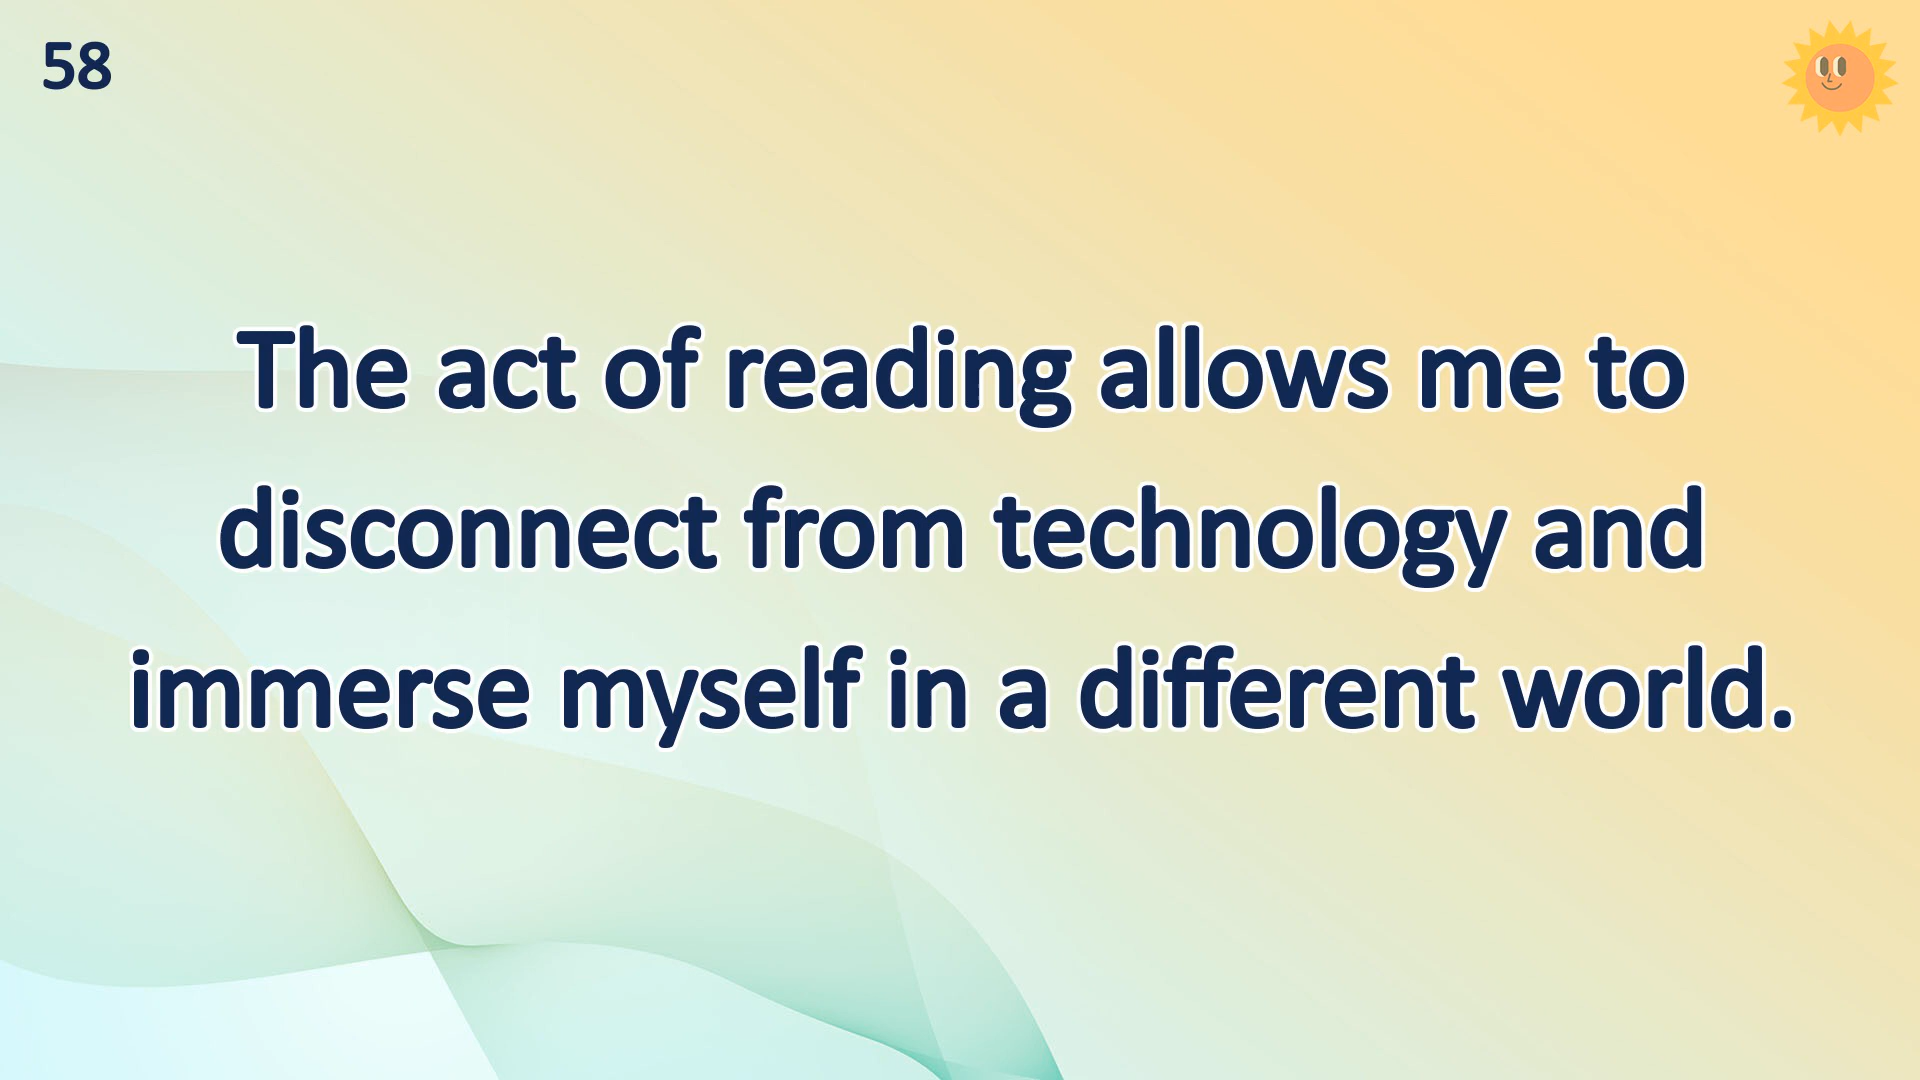 58
The act of reading allows me to
disconnect from technology and
immerse myself in a different world.